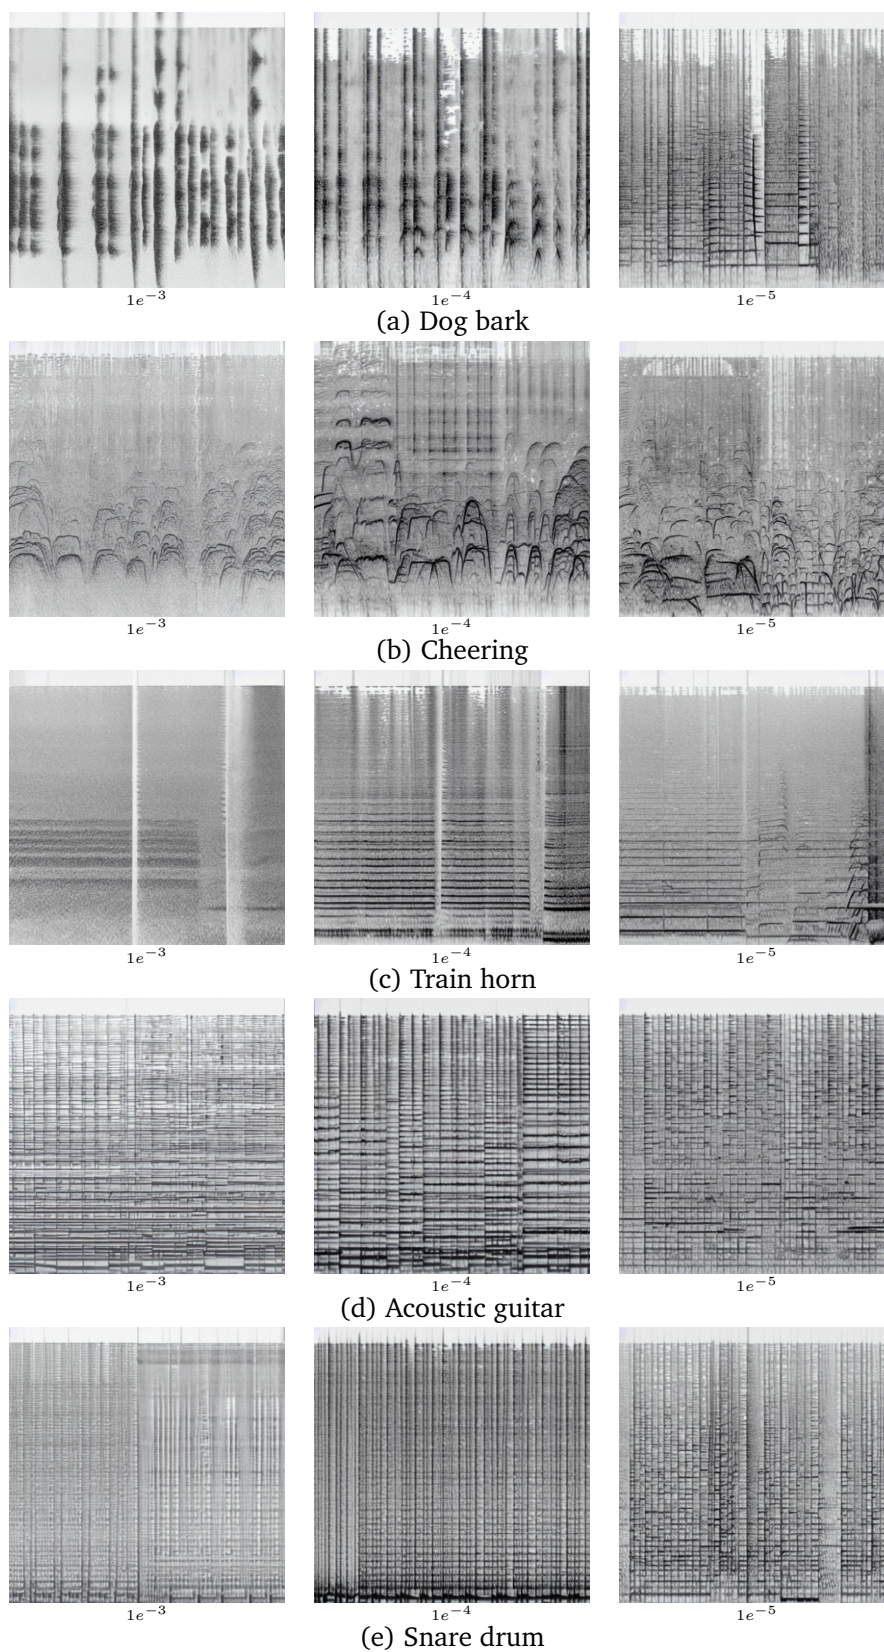 1e⁻³ 1e⁻⁴ 1e⁻⁵
(a) Dog bark
1e⁻³ 1e⁻⁴ 1e⁻⁵
(b) Cheering
1e⁻³ 1e⁻⁴ 1e⁻⁵
(c) Train horn
1e⁻³ 1e⁻⁴ 1e⁻⁵
(d) Acoustic guitar
1e⁻³ 1e⁻⁴ 1e⁻⁵
(e) Snare drum